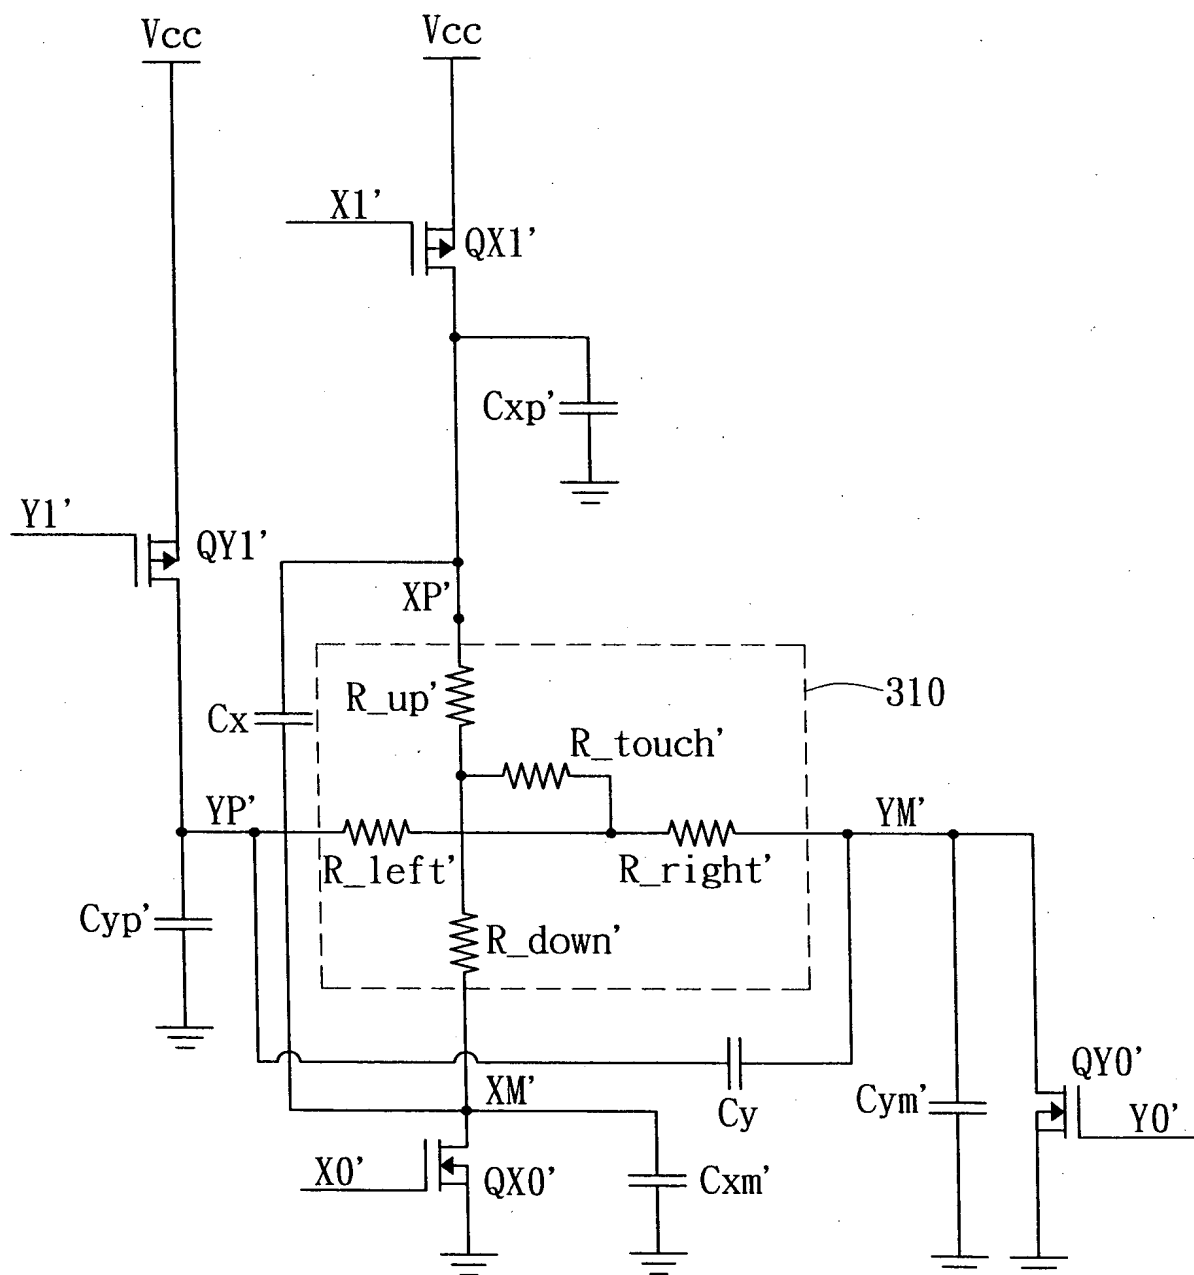 Vcc
Vcc
X1'
QX1'
Cxp'
Y1'
QY1'
XP'
R_up'
310
Cx
R_touch'
YP'
YM'
R_left'
R_right'
Cyp'
R_down'
QY0'
XM'
Cy
Cym'
Y0'
X0'
QX0'
Cxm'